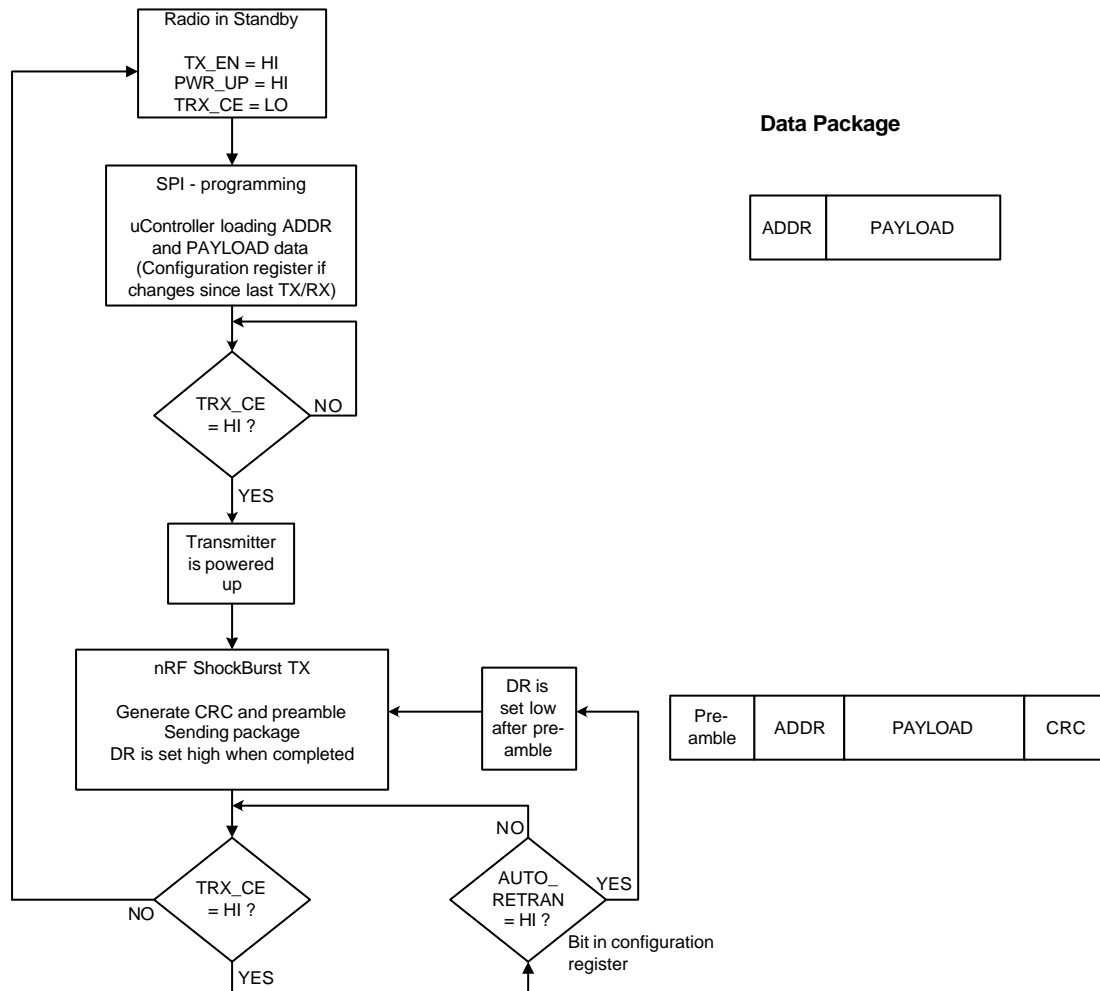 Radio in Standby
TX_EN = HI
PWR_UP = HI
TRX_CE = LO
Data Package
SPI - programming
uController loading ADDR
and PAYLOAD data
(Configuration register if
changes since last TX/RX)
ADDR
PAYLOAD
TRX_CE
= HI ?
NO
YES
Transmitter
is powered
up
nRF ShockBurst TX
Generate CRC and preamble
Sending package
DR is set high when completed
DR is
set low
after pre-
amble
Pre-
amble
ADDR
PAYLOAD
CRC
NO
TRX_CE
= HI ?
NO
YES
AUTO_
RETRAN
= HI ?
YES
Bit in configuration
register